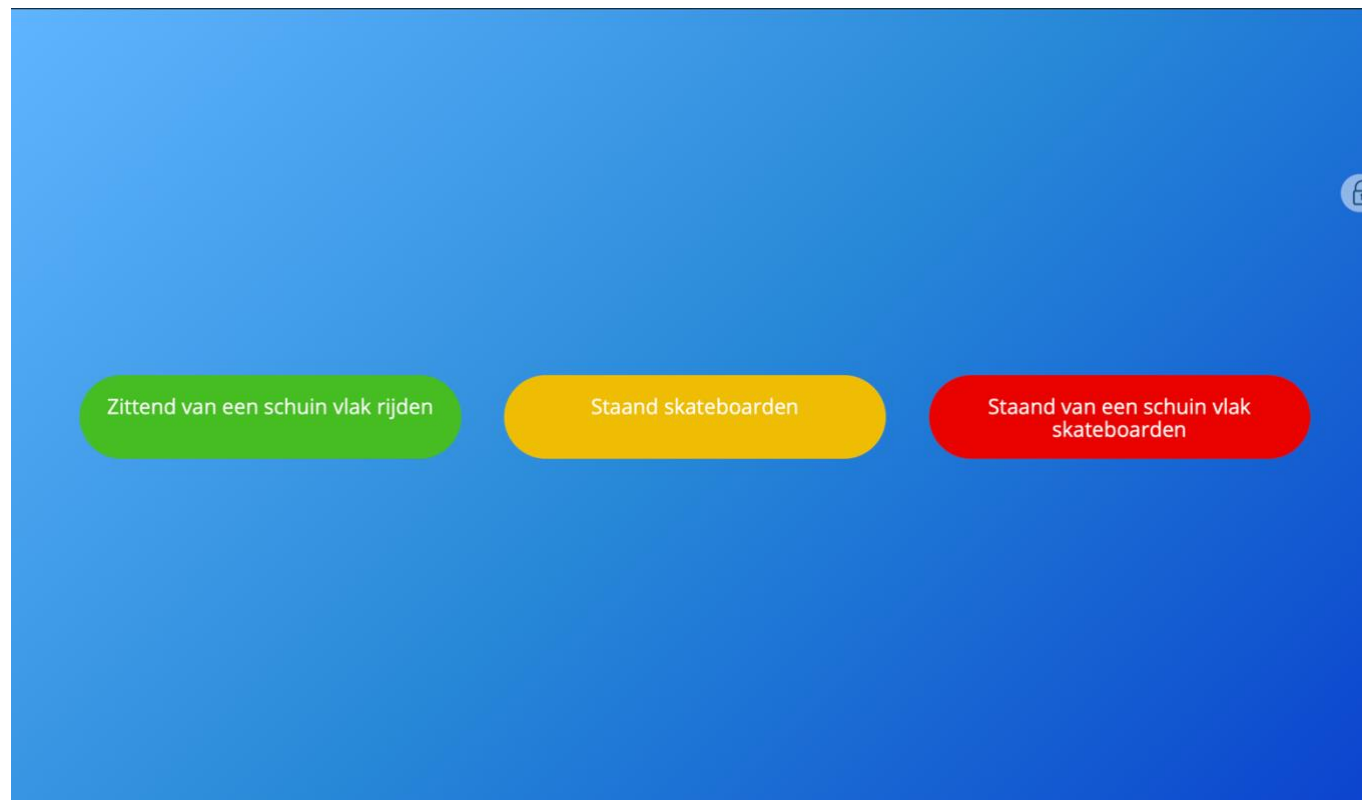 Zittend van een schuin vlak rijden
Staand skateboarden
Staand van een schuin vlak
skateboarden